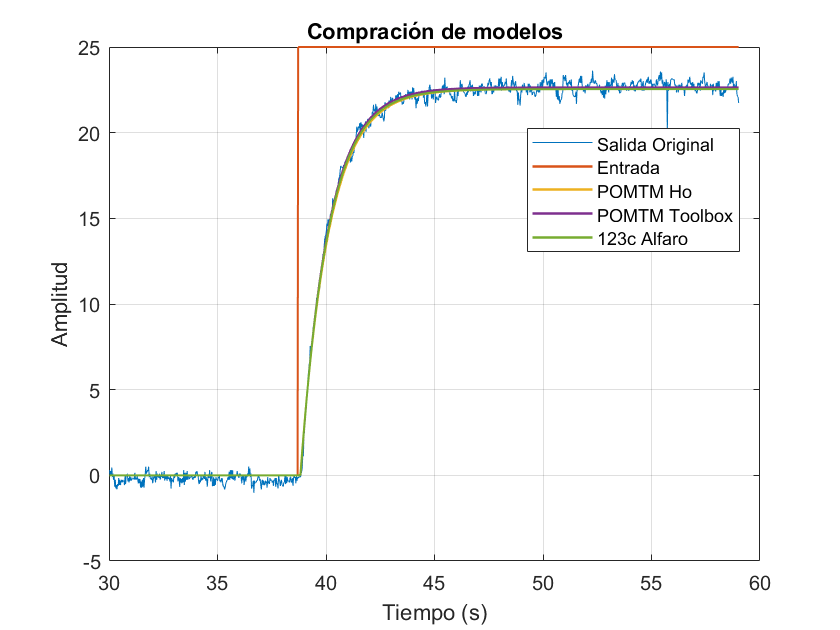 Compración de modelos
25
20
15
10
5
0
-5
Amplitud
Salida Original
Entrada
POMTM Ho
POMTM Toolbox
123c Alfaro
30 35 40 45 50 55 60
Tiempo (s)